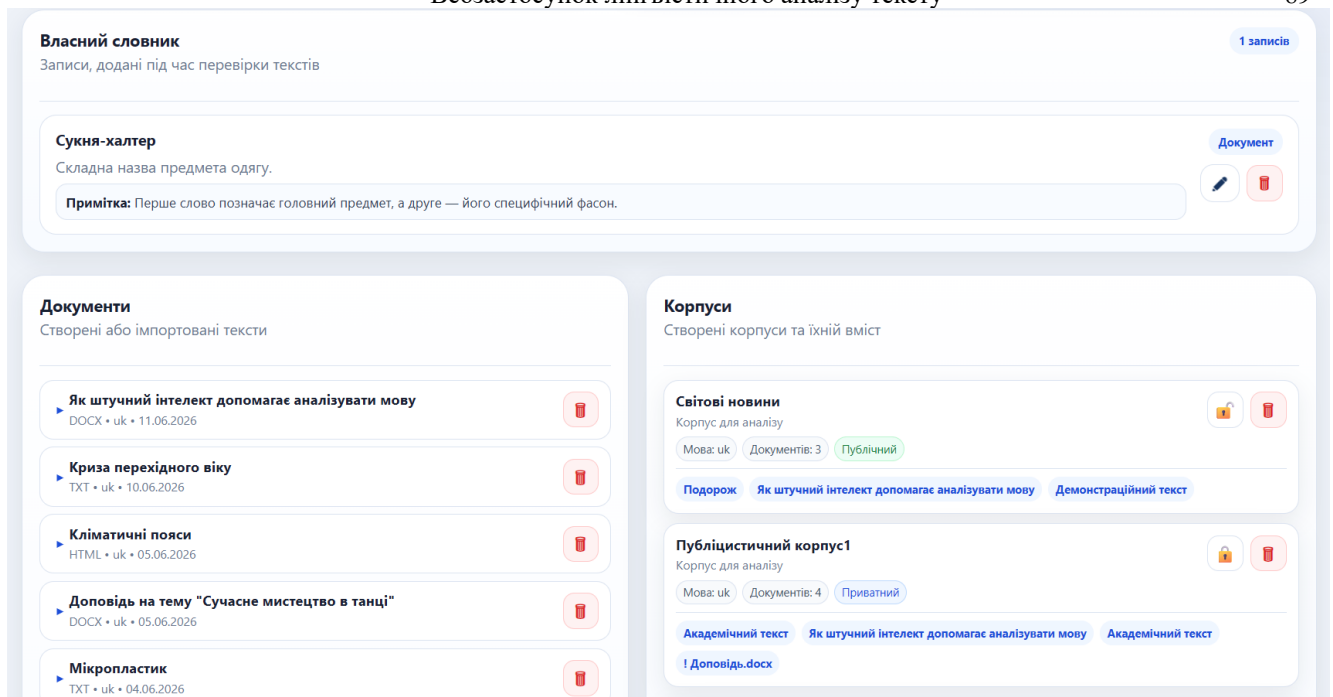 Вебзастосунок лінгвістичного аналізу тексту 89
Власний словник
1 записів
Записи, додані під час перевірки текстів
Сукня-халтер
Документ
Складна назва предмета одягу.
Примітка: Перше слово позначає головний предмет, а друге — його специфічний фасон.
Документи
Створені або імпортовані тексти
Як штучний інтелект допомагає аналізувати мову
DOCX • uk • 11.06.2026
Криза перехідного віку
TXT • uk • 10.06.2026
Кліматичні пояси
HTML • uk • 05.06.2026
Доповідь на тему "Сучасне мистецтво в танці"
DOCX • uk • 05.06.2026
Мікропластик
TXT • uk • 04.06.2026
Корпуси
Створені корпуси та їхній вміст
Світові новини
Корпус для аналізу
Мова: uk Документів: 3 Публічний
Подорож Як штучний інтелект допомагає аналізувати мову Демонстраційний текст
Публіцистичний корпус1
Корпус для аналізу
Мова: uk Документів: 4 Приватний
Академічний текст Як штучний інтелект допомагає аналізувати мову Академічний текст
! Доповідь.docx